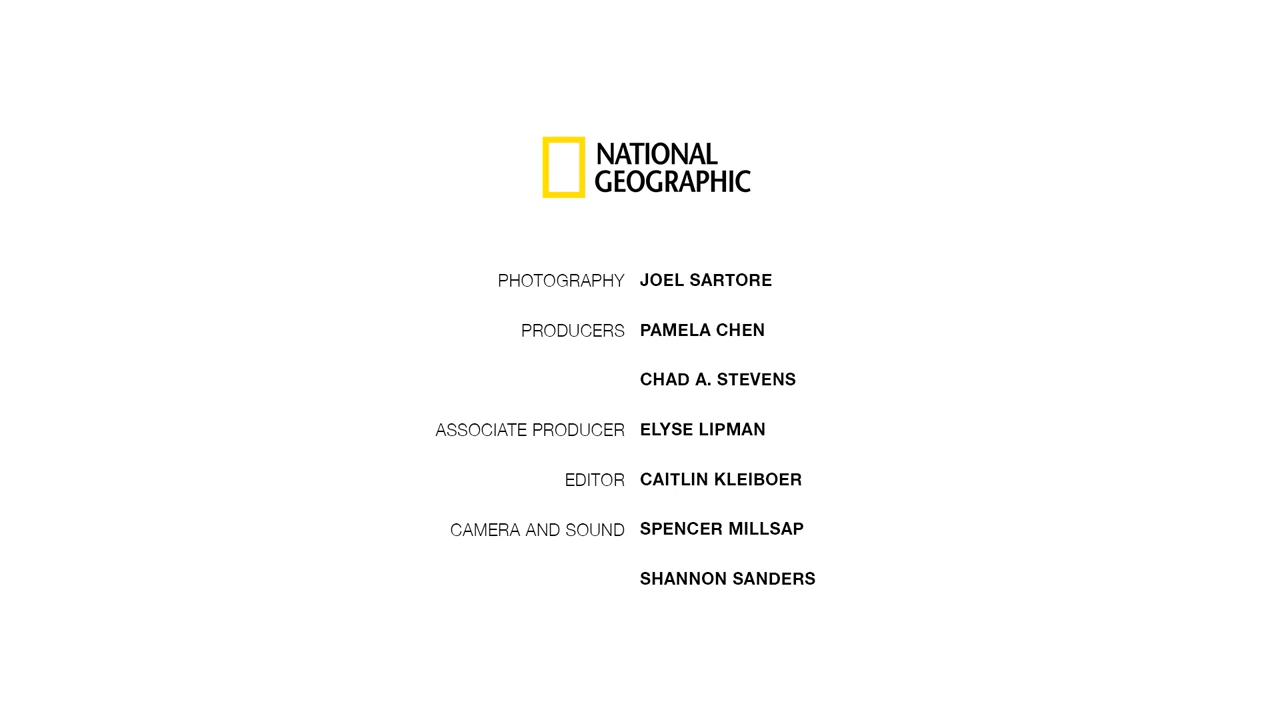 NATIONAL
GEOGRAPHIC
PHOTOGRAPHY JOEL SARTORE
PRODUCERS PAMELA CHEN
CHAD A. STEVENS
ASSOCIATE PRODUCER ELYSE LIPMAN
EDITOR CAITLIN KLEIBOER
CAMERA AND SOUND SPENCER MILLSAP
SHANNON SANDERS